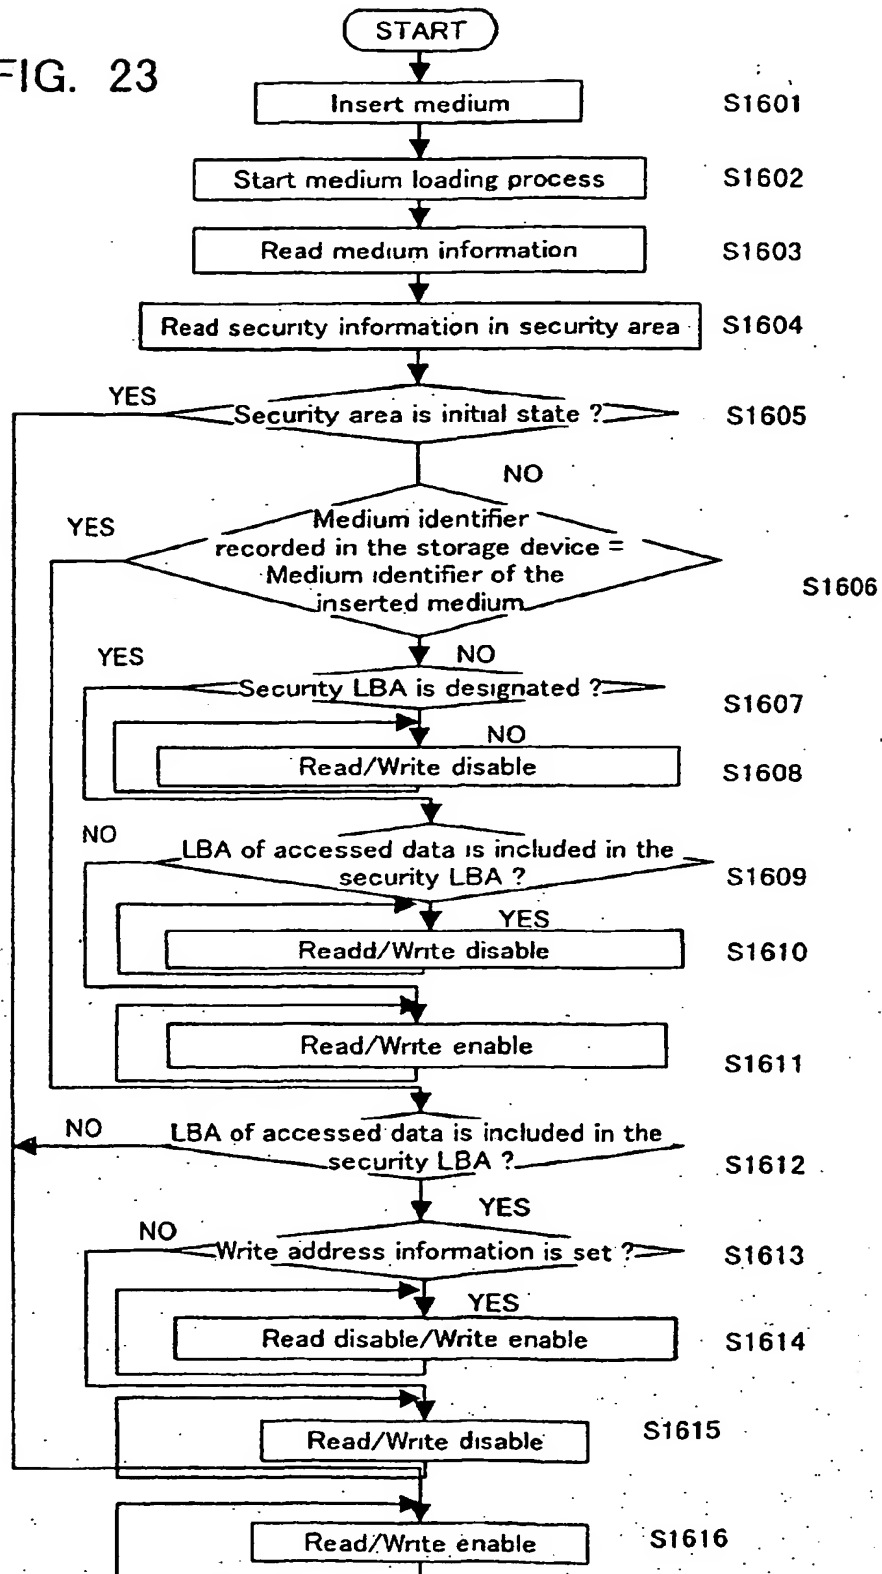 START
FIG. 23
Insert medium
S1601
Start medium loading process
S1602
Read medium information
S1603
Read security information in security area
S1604
YES
Security area is initial state ?
S1605
NO
YES
Medium identifier
recorded in the storage device =
Medium identifier of the
inserted medium
S1606
NO
YES
Security LBA is designated ?
S1607
NO
Read/Write disable
S1608
NO
LBA of accessed data is included in the
security LBA ?
S1609
YES
Readd/Write disable
S1610
Read/Write enable
S1611
NO
LBA of accessed data is included in the
security LBA ?
S1612
YES
NO
Write address information is set ?
S1613
YES
Read disable/Write enable
S1614
Read/Write disable
S1615
Read/Write enable
S1616